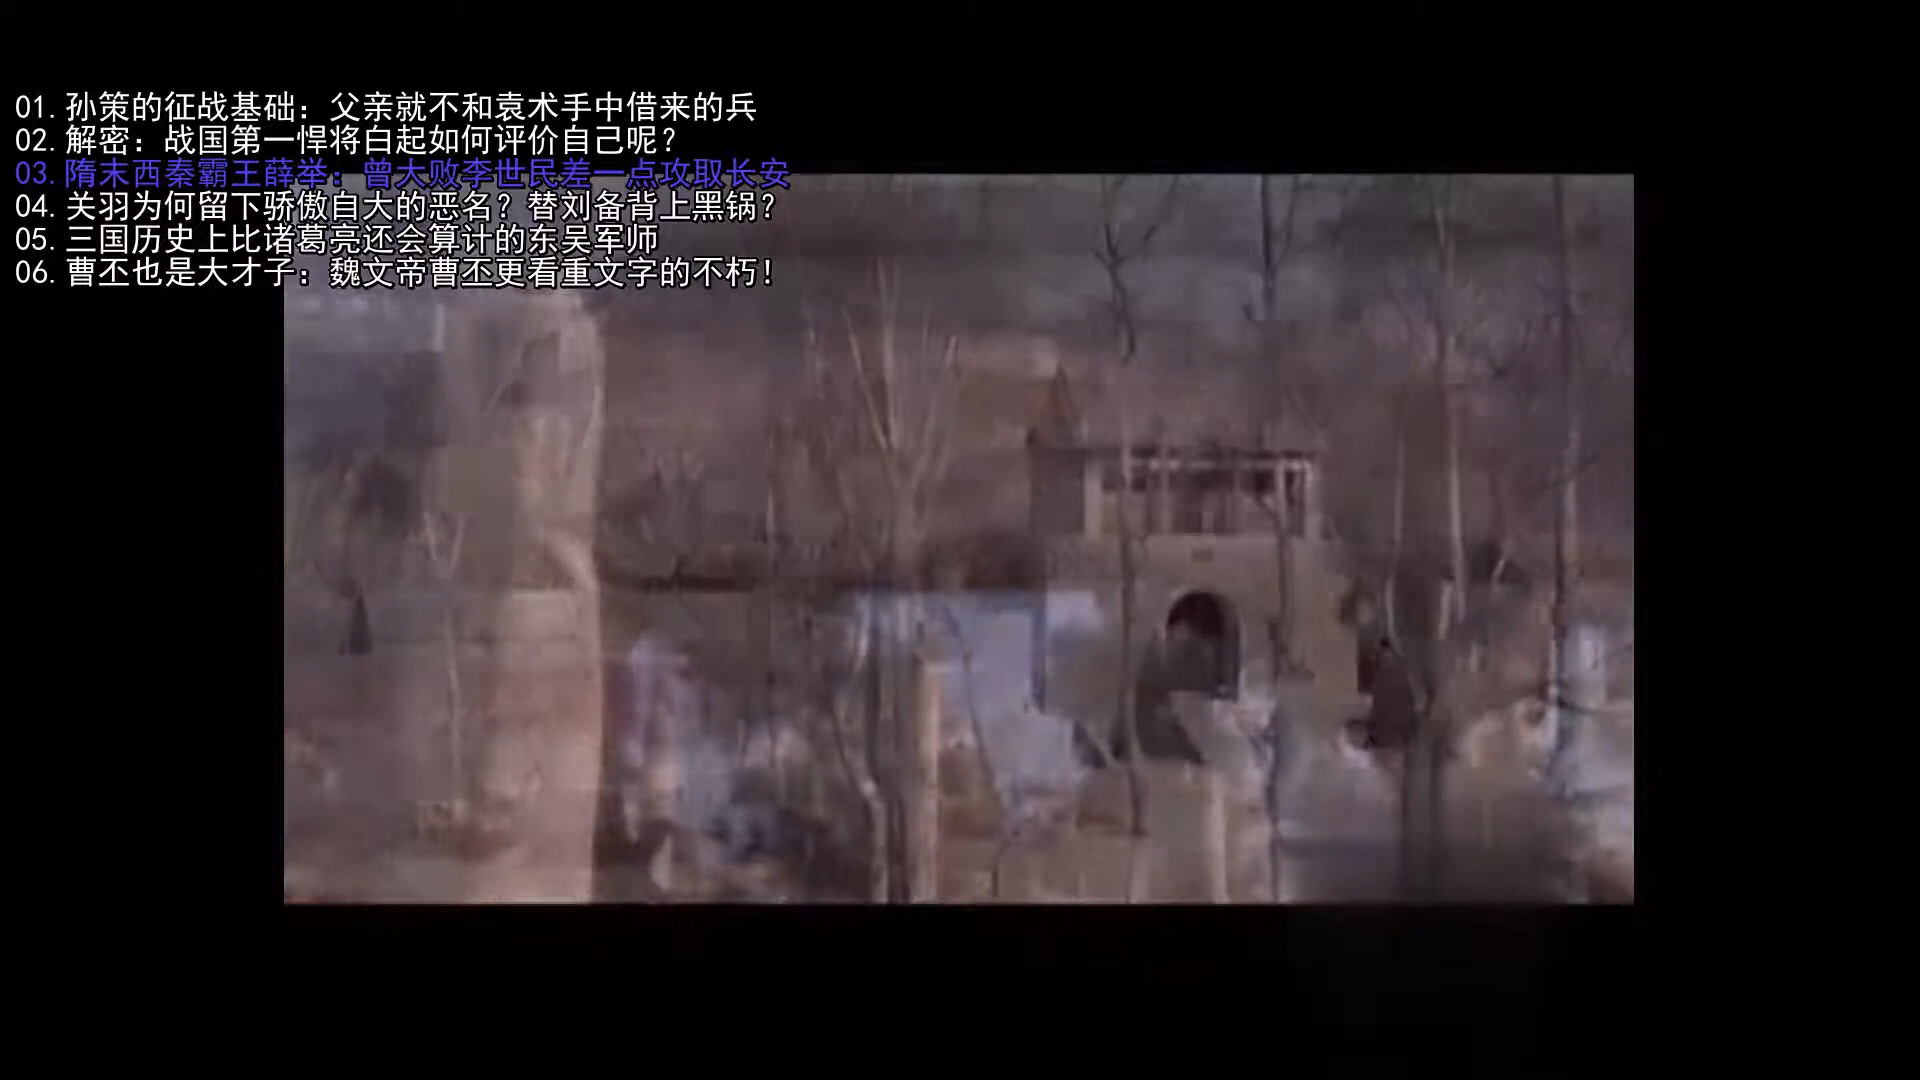 01. 孙策的征战基础：父亲就不和袁术手中借来的兵
02. 解密：战国第一悍将白起如何评价自己呢？
03. 隋末西秦霸王薛举：曾大败李世民差一点攻取长安
04. 关羽为何留下骄傲自大的恶名？替刘备背上黑锅？
05. 三国历史上比诸葛亮还会算计的东吴军师
06. 曹丕也是大才子：魏文帝曹丕更看重文字的不朽！